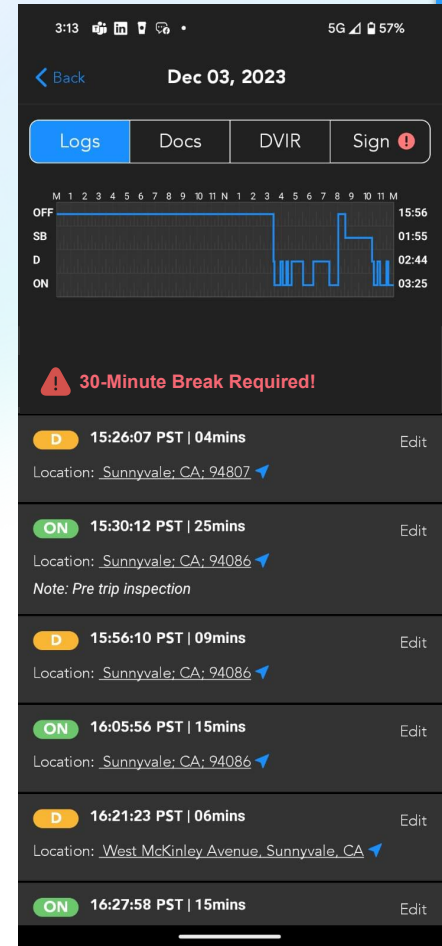 3:13 5G 57%
Back Dec 03, 2023
Logs Docs DVIR Sign
M 1 2 3 4 5 6 7 8 9 10 11 N 1 2 3 4 5 6 7 8 9 10 11 M
OFF 15:56
SB 01:55
D 02:44
ON 03:25
30-Minute Break Required!
D 15:26:07 PST | 04mins Edit
Location: Sunnyvale; CA; 94807
ON 15:30:12 PST | 25mins Edit
Location: Sunnyvale; CA; 94086
Note: Pre trip inspection
D 15:56:10 PST | 09mins Edit
Location: Sunnyvale; CA; 94086
ON 16:05:56 PST | 15mins Edit
Location: Sunnyvale; CA; 94086
D 16:21:23 PST | 06mins Edit
Location: West McKinley Avenue, Sunnyvale, CA
ON 16:27:58 PST | 15mins Edit